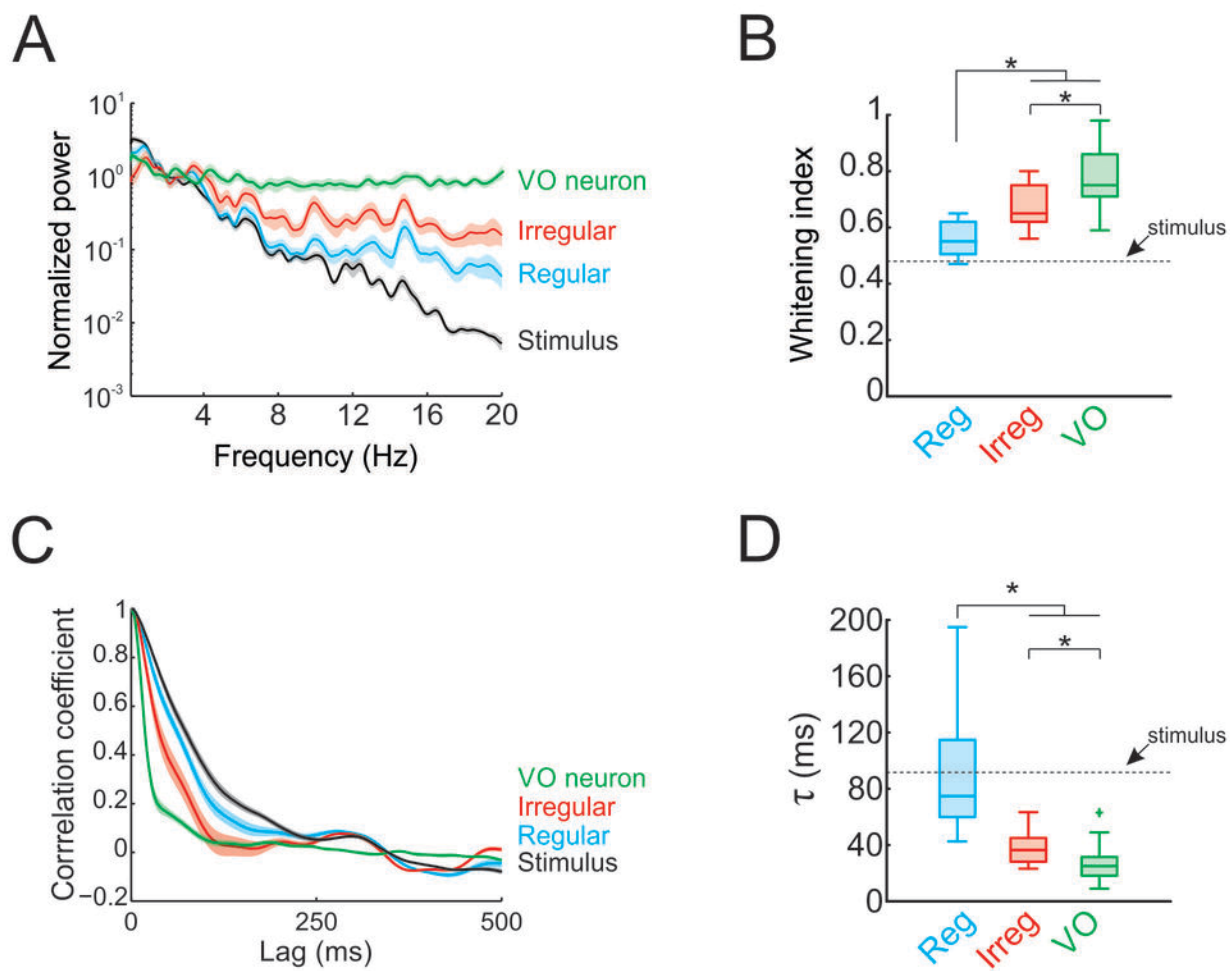 A
10^1
10^0
10^-1
10^-2
10^-3
Normalized power
4 8 12 16 20
Frequency (Hz)
VO neuron
Irregular
Regular
Stimulus
B
*
*
1
0.8
0.6
0.4
0.2
0
Whitening index
stimulus
Reg Irreg VO
C
1
0.8
0.6
0.4
0.2
0
−0.2
Corrrelation coefficient
0 250 500
Lag (ms)
VO neuron
Irregular
Regular
Stimulus
D
*
*
200
160
120
80
40
0
τ (ms)
stimulus
Reg Irreg VO